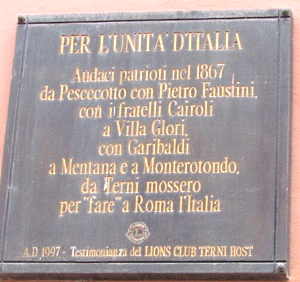 PER L'UNITA' D'ITALIA
Audaci patrioti nel 1867
da Pescecotto con Pietro Faustini,
con i fratelli Cairoli
a Villa Glori,
con Garibaldi
a Mentana e a Monterotondo,
da Terni mossero
per "fare" a Roma l'Italia
A.D. 1997 - Testimonianza del LIONS CLUB TERNI HOST